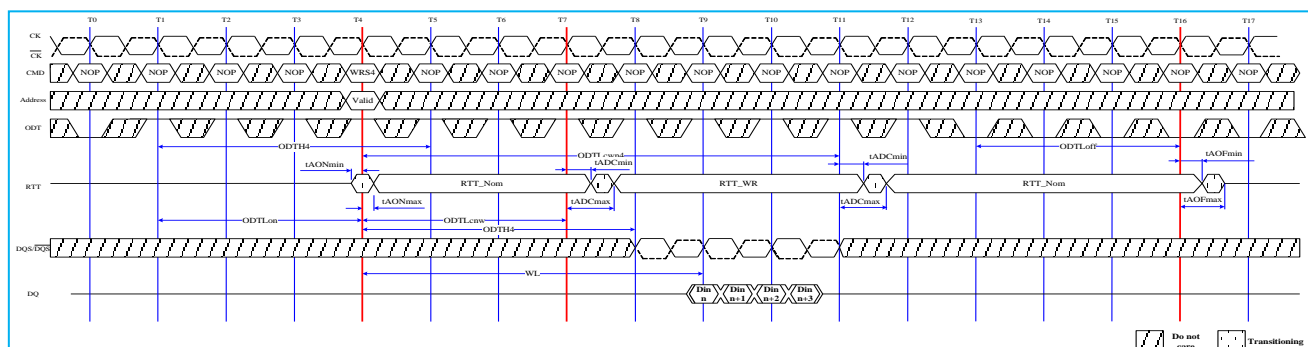 T0 T1 T2 T3 T4 T5 T6 T7 T8 T9 T10 T11 T12 T13 T14 T15 T16 T17
CK
CK
CMD NOP NOP NOP NOP WRS4 NOP NOP NOP NOP NOP NOP NOP NOP NOP NOP NOP NOP NOP
Address Valid
ODT
ODTH4 ODTLcwn4 ODTLoff
tAONmin tADCmin tADCmin tAOFmin
RTT RTT_Nom RTT_WR RTT_Nom
tAONmax tADCmax tADCmax tAOFmax
ODTLon ODTLcnw
ODTH4
DQS/DQS
WL
DQ Din n Din n+1 Din n+2 Din n+3
Do not care Transitioning